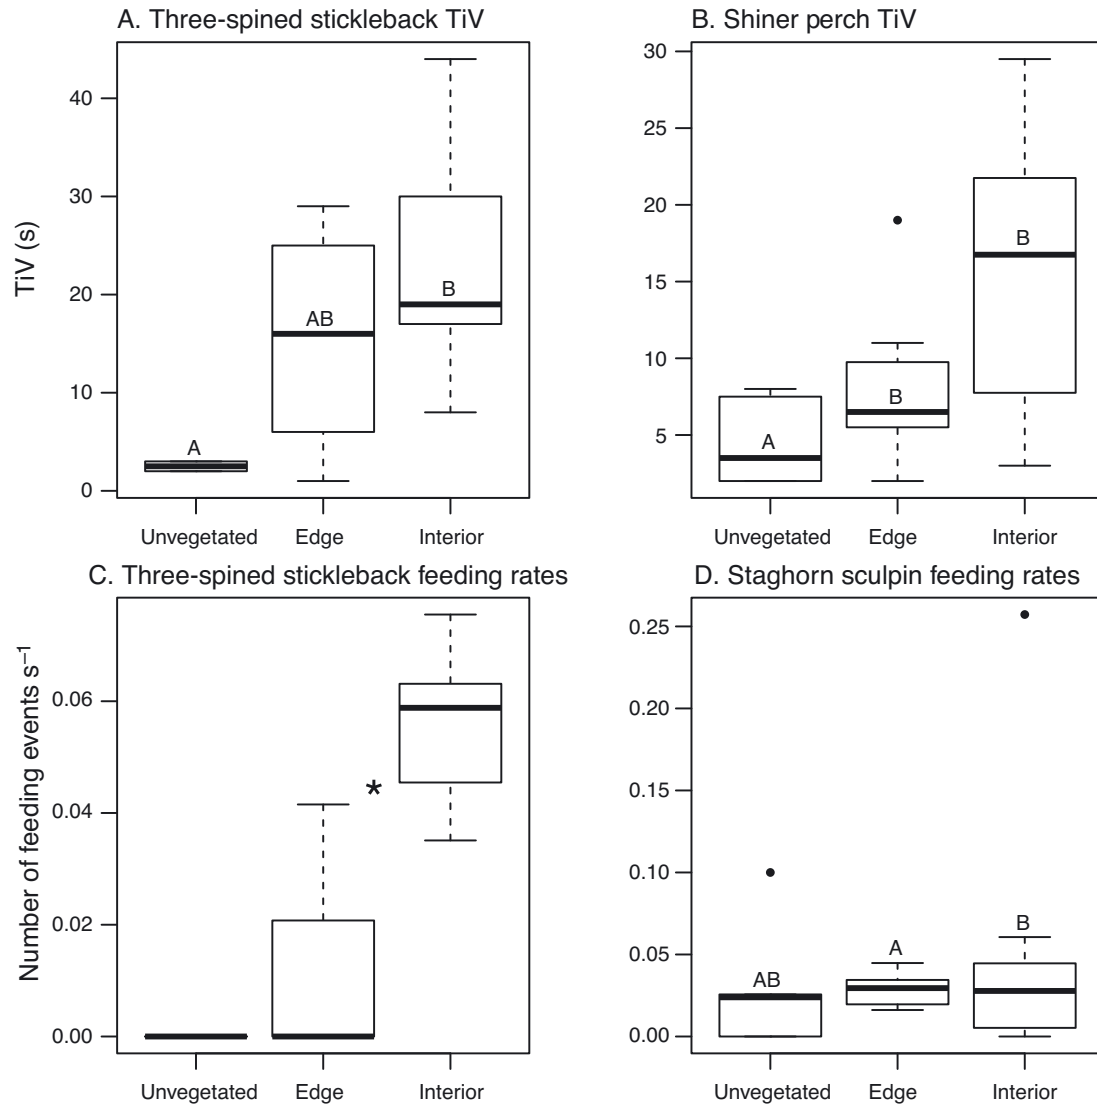 A. Three-spined stickleback TiV
TiV (s)
40
30
20
10
0
A
AB
B
Unvegetated Edge Interior
B. Shiner perch TiV
30
25
20
15
10
5
A
B
B
Unvegetated Edge Interior
C. Three-spined stickleback feeding rates
Number of feeding events s⁻¹
0.06
0.04
0.02
0.00
*
Unvegetated Edge Interior
D. Staghorn sculpin feeding rates
0.25
0.20
0.15
0.10
0.05
0.00
AB
A
B
Unvegetated Edge Interior